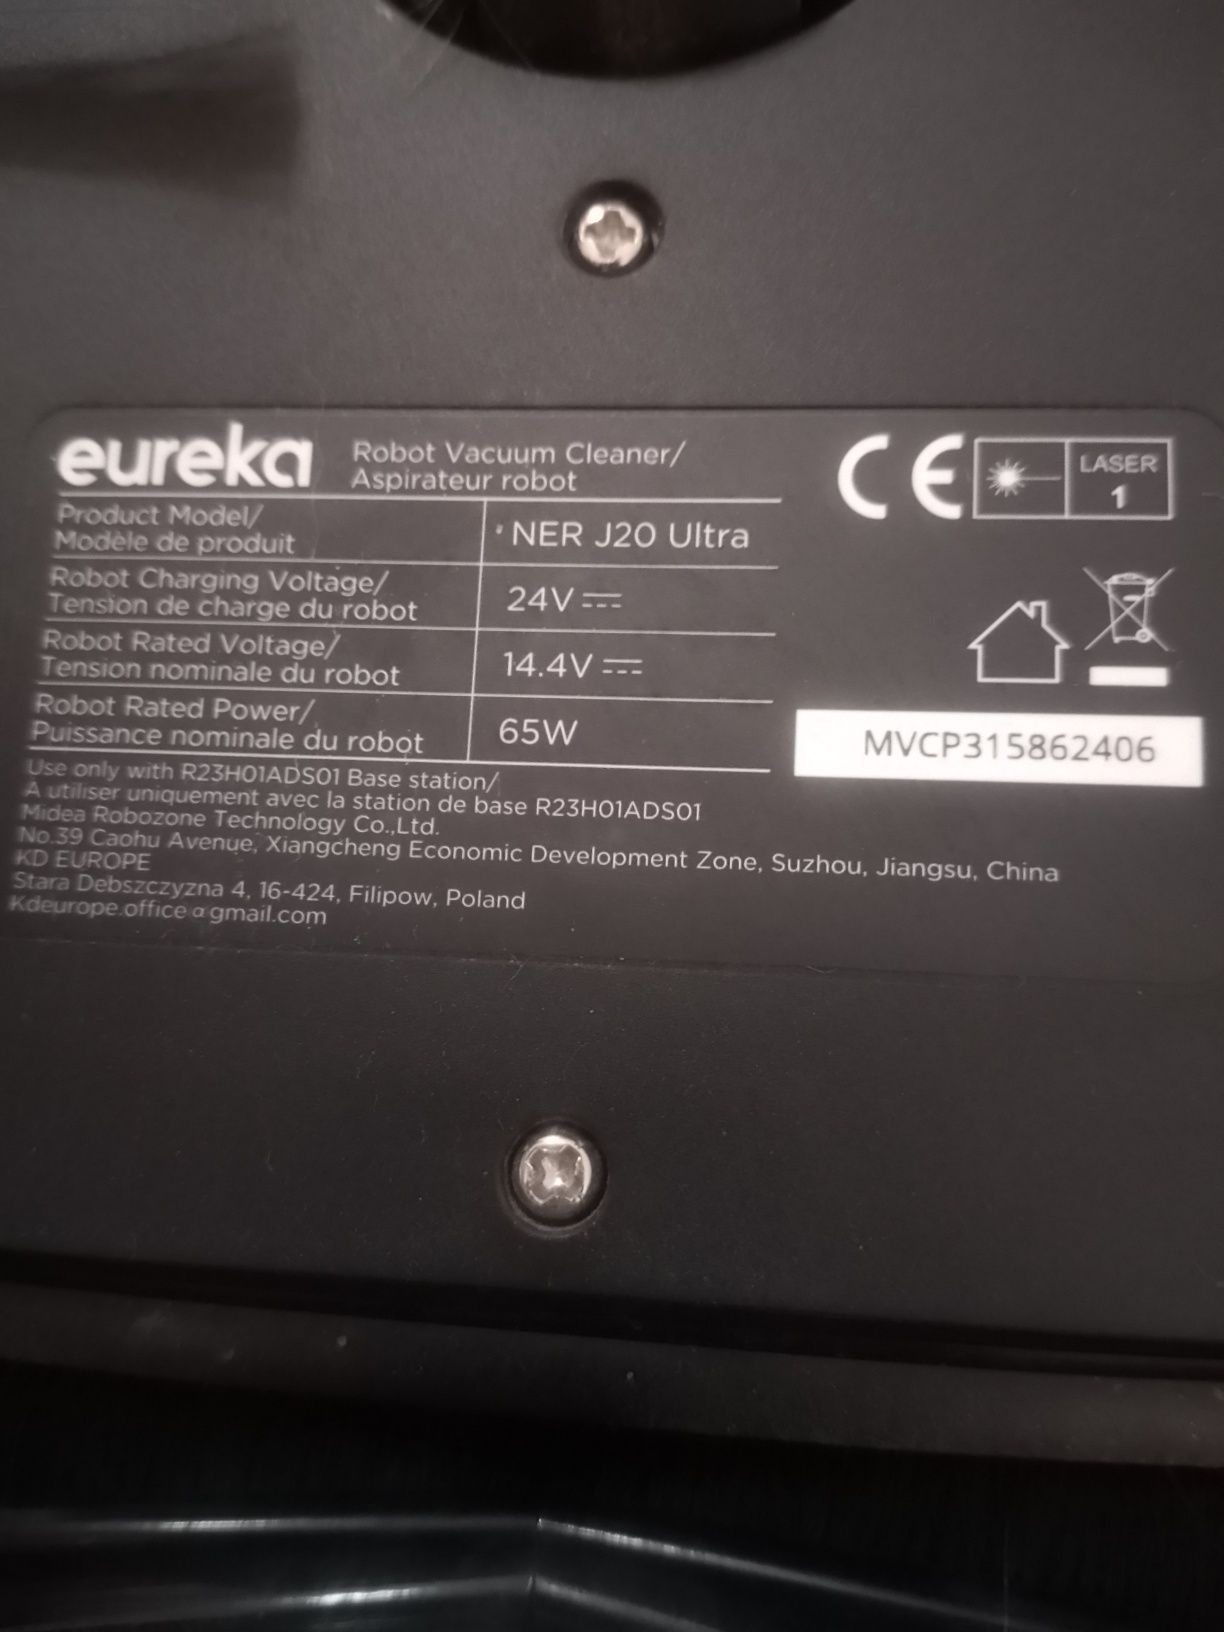 eureka
Robot Vacuum Cleaner/
Aspirateur robot
Product Model/
Modèle de produit
NER J20 Ultra
Robot Charging Voltage/
Tension de charge du robot
24V
Robot Rated Voltage/
Tension nominale du robot
14.4V
Robot Rated Power/
Puissance nominale du robot
65W
CE
LASER
1
MVCP315862406
Use only with R23H01ADS01 Base station/
A utiliser uniquement avec la station de base R23H01ADS01
Midea Robozone Technology Co.,Ltd.
No.39 Caohu Avenue, Xiangcheng Economic Development Zone, Suzhou, Jiangsu, China
KD EUROPE
Stara Debszczyzna 4, 16-424, Filipow, Poland
Kdeurope.office@gmail.com